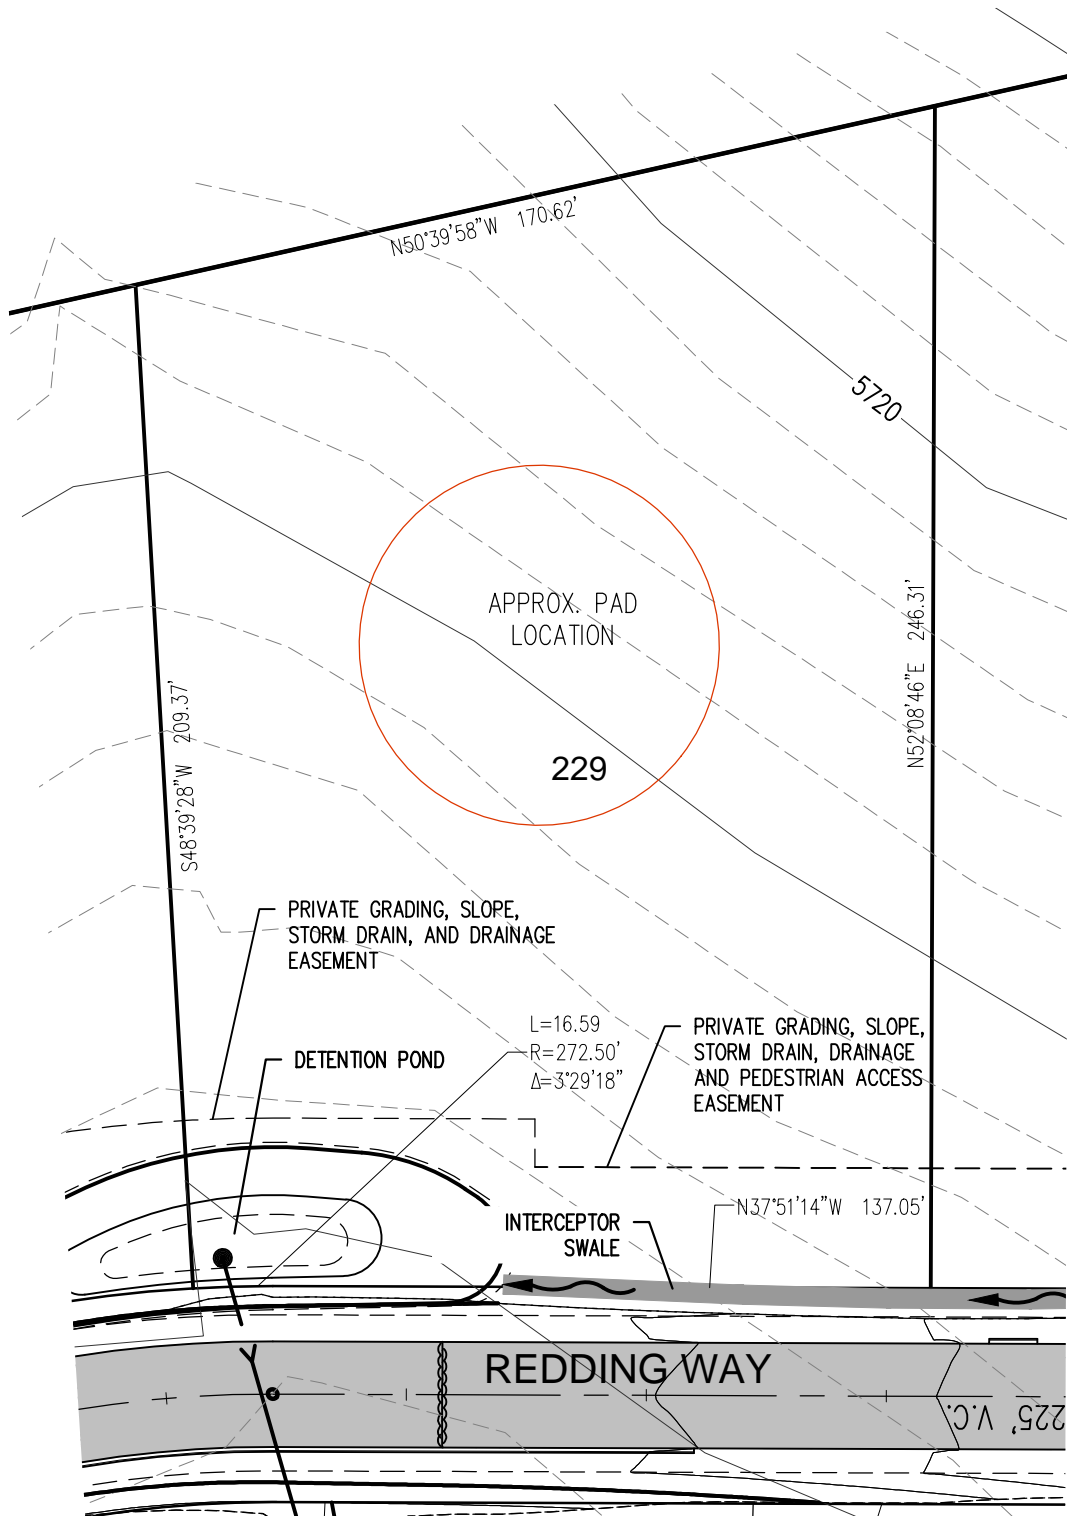 N50°39'58"W 170.62'
5720
APPROX. PAD
LOCATION
N52°08'46"E 246.31'
S48°39'28"W 209.37'
229
PRIVATE GRADING, SLOPE,
STORM DRAIN, AND DRAINAGE
EASEMENT
L=16.59
R=272.50'
Δ=3°29'18"
PRIVATE GRADING, SLOPE,
STORM DRAIN, DRAINAGE
AND PEDESTRIAN ACCESS
EASEMENT
DETENTION POND
N37°51'14"W 137.05'
INTERCEPTOR
SWALE
REDDING WAY
225' V.C.